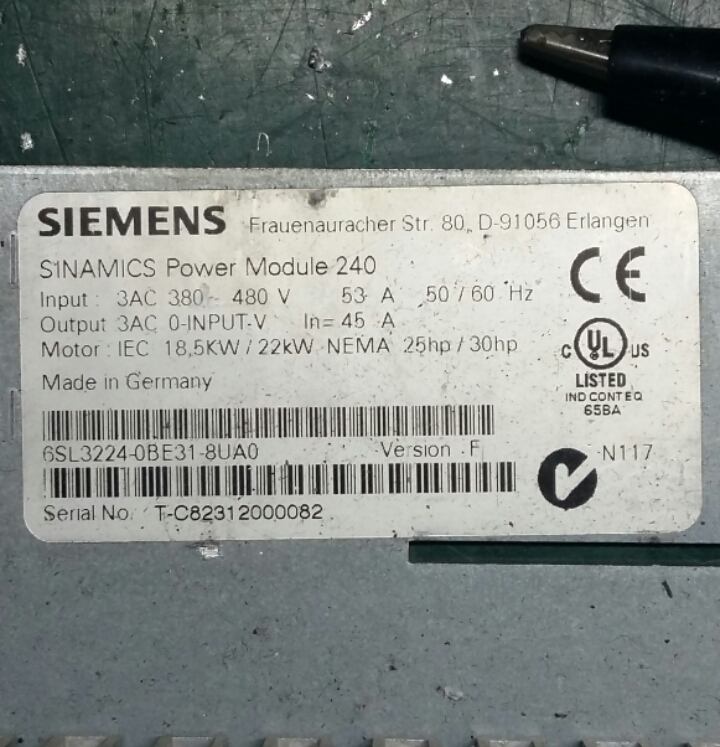 SIEMENS Frauenauracher Str. 80, D-91056 Erlangen
SINAMICS Power Module 240
Input : 3AC 380 - 480 V 53 A 50 / 60 Hz
Output 3AC 0-INPUT-V In= 45 A
Motor : IEC 18,5KW / 22kW NEMA 25hp / 30hp
Made in Germany
CE
C UL US
LISTED
IND CONT EQ
65BA
6SL3224-0BE31-8UA0 Version F
N117
Serial No. T-C82312000082